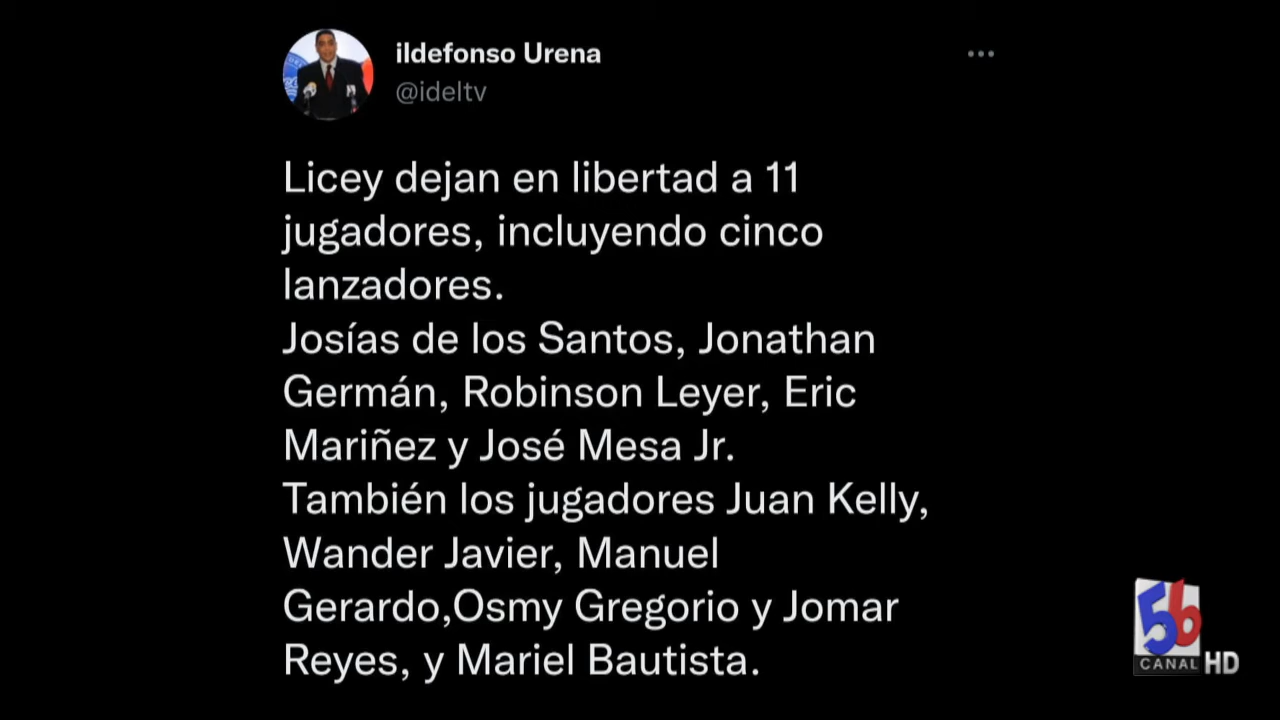 ildefonso Urena
@ideltv
Licey dejan en libertad a 11
jugadores, incluyendo cinco
lanzadores.
Josías de los Santos, Jonathan
Germán, Robinson Leyer, Eric
Mariñez y José Mesa Jr.
También los jugadores Juan Kelly,
Wander Javier, Manuel
Gerardo,Osmy Gregorio y Jomar
Reyes, y Mariel Bautista.
56
CANAL HD